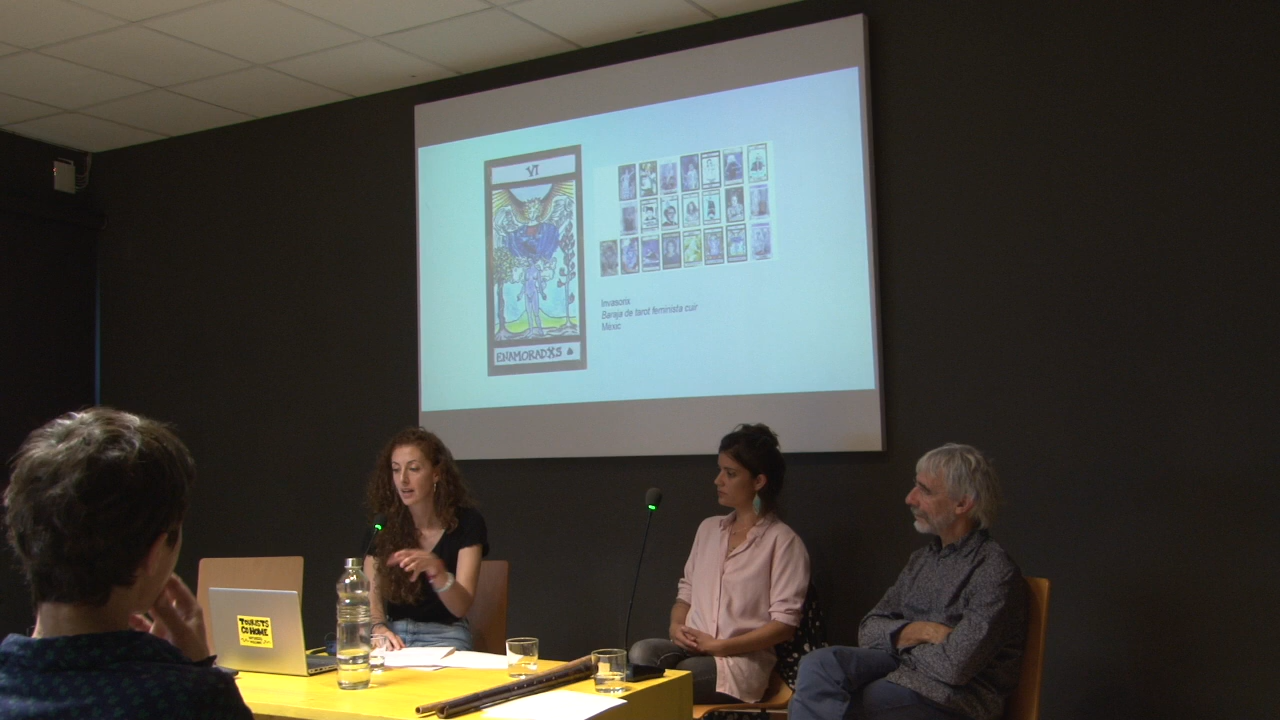 VI
ENAMORADXS
Invasorix
Baraja de tarot feminista cuir
Mèxic
TOURISTS
GO HOME